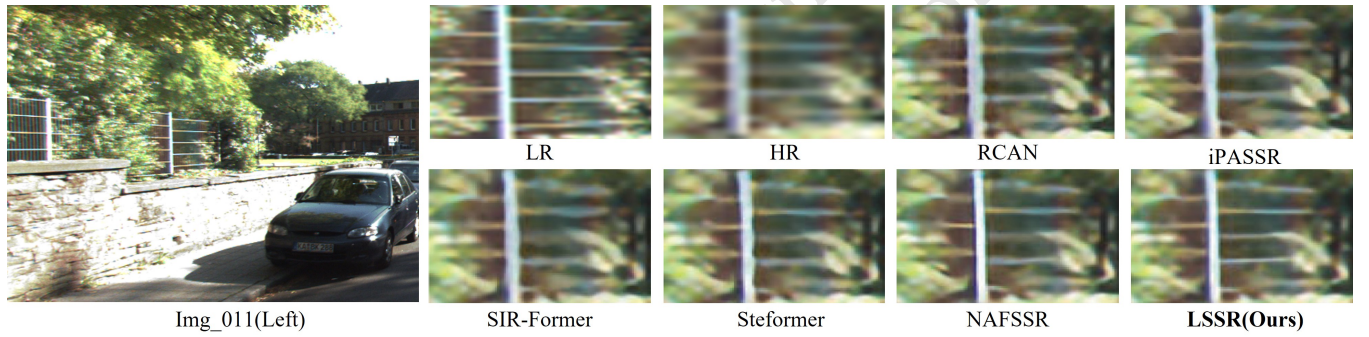 LR
HR
RCAN
iPASSR
Img_011(Left)
SIR-Former
Steformer
NAFSSR
LSSR(Ours)